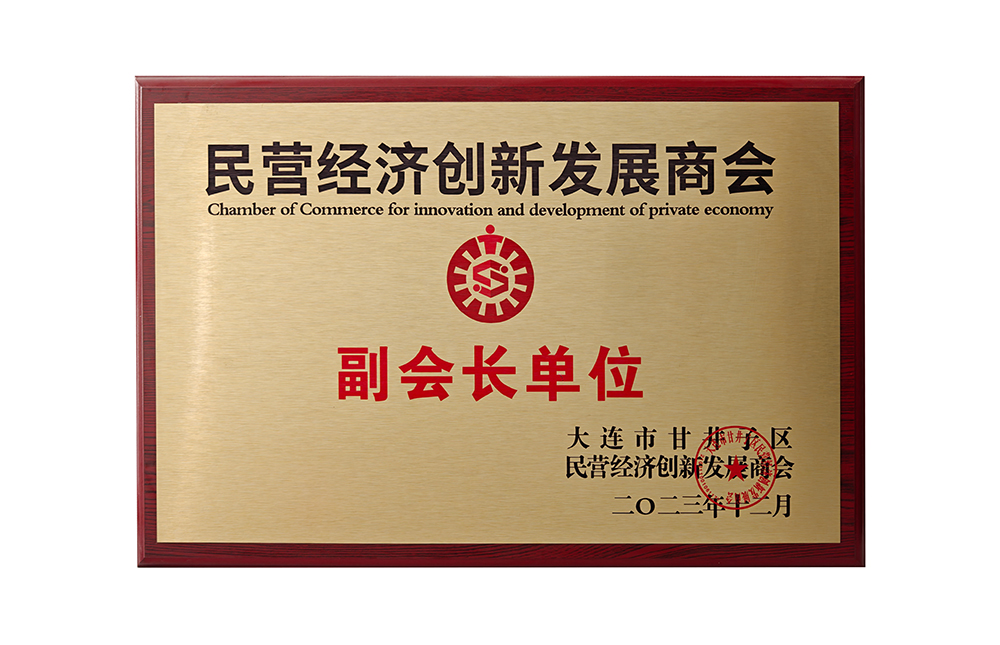 民营经济创新发展商会
Chamber of Commerce for innovation and development of private economy
副会长单位
大连市甘井子区
民营经济创新发展商会
二〇二三年十二月